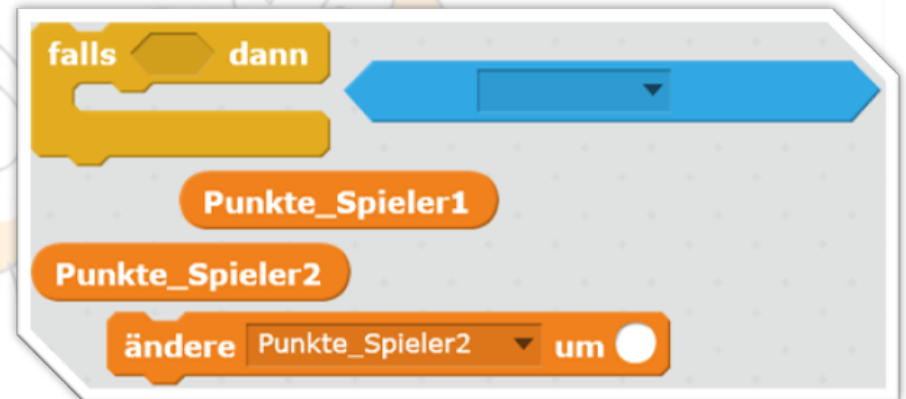 falls dann
Punkte_Spieler1
Punkte_Spieler2
ändere Punkte_Spieler2 um